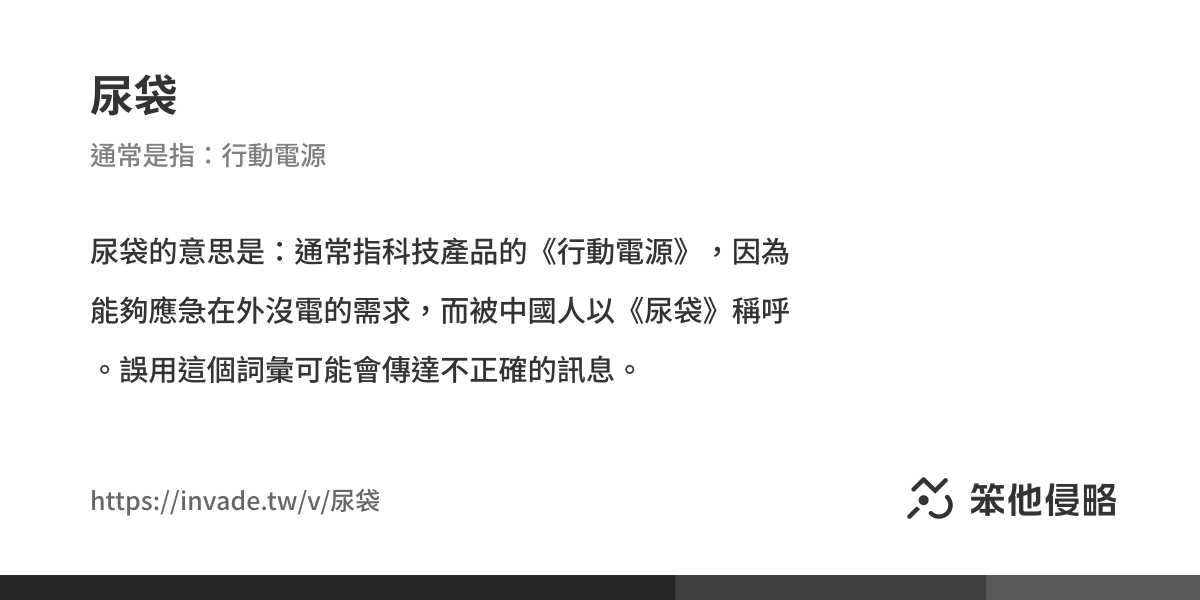 尿袋
通常是指：行動電源
尿袋的意思是：通常指科技產品的《行動電源》，因為
能夠應急在外沒電的需求，而被中國人以《尿袋》稱呼
。誤用這個詞彙可能會傳達不正確的訊息。
https://invade.tw/v/尿袋
笨他侵略